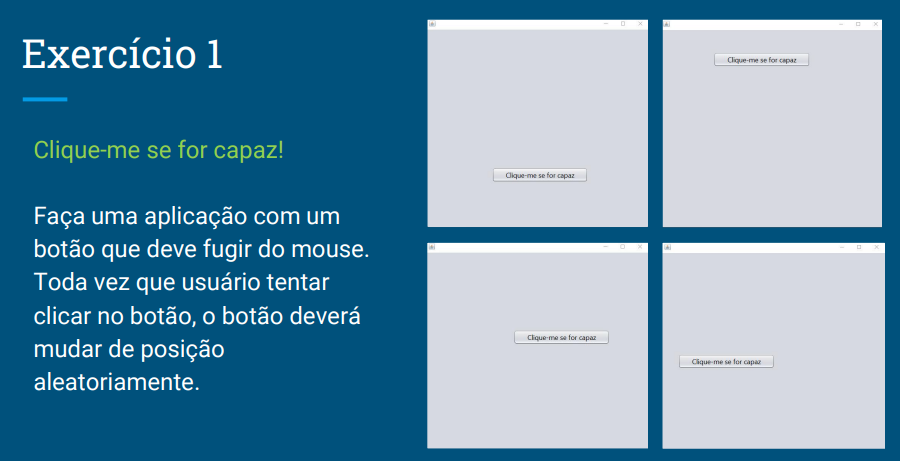 Exercício 1
Clique-me se for capaz!
Faça uma aplicação com um
botão que deve fugir do mouse.
Toda vez que usuário tentar
clicar no botão, o botão deverá
mudar de posição
aleatoriamente.
Clique-me se for capaz
Clique-me se for capaz
Clique-me se for capaz
Clique-me se for capaz